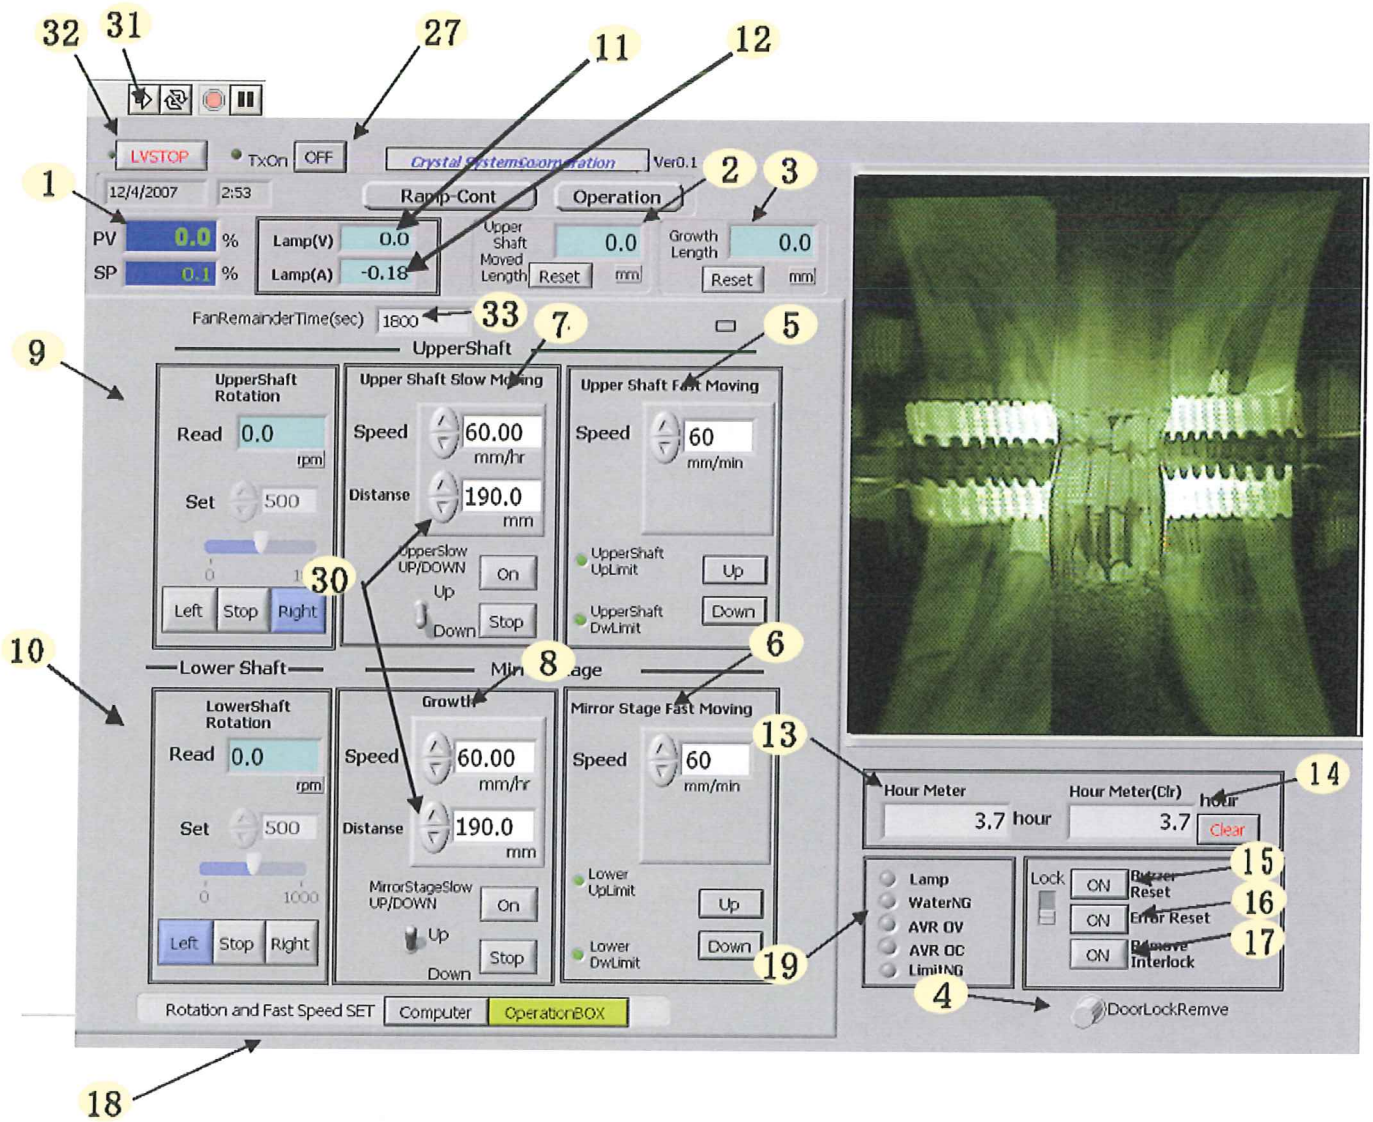 32 31 27 11 12
LVSTOP TxOn OFF Crystal SystemsCoorporation Ver0.1
2 3
1 12/4/2007 2:53 Ramp-Cont Operation
PV 0.0 % Lamp(V) 0.0 Upper Shaft Moved Length 0.0 Growth Length 0.0
SP 0.1 % Lamp(A) -0.18 Reset mm Reset mm
FanRemainderTime(sec) 1800 33 7 5
UpperShaft
9
UpperShaft Rotation
Read 0.0
rpm
Set 500
0
Left Stop Right
Upper Shaft Slow Moving
Speed 60.00
mm/hr
Distanse 190.0
mm
30
UpperSlow
UP/DOWN On
Up
Down Stop
Upper Shaft Fast Moving
Speed 60
mm/min
UpperShaft
UpLimit Up
UpperShaft
DwLimit Down
10 8 6
Lower Shaft
LowerShaft
Rotation
Read 0.0
rpm
Set 500
0 1000
Left Stop Right
Growth
Speed 60.00
mm/hr
Distanse 190.0
mm
MirrorStageSlow
UP/DOWN On
Up
Down Stop
Mirror Stage Fast Moving
Speed 60
mm/min
Lower
UpLimit Up
Lower
DwLimit Down
Rotation and Fast Speed SET Computer OperationBOX
18
13 14
Hour Meter Hour Meter(Clr) hour
3.7 hour 3.7 Clear
15 16 17
19
Lamp
WaterNG
AVR OV
AVR OC
LimitNG
Lock ON Buzzer Reset
ON Error Reset
ON Remove Interlock
4
DoorLockRemve